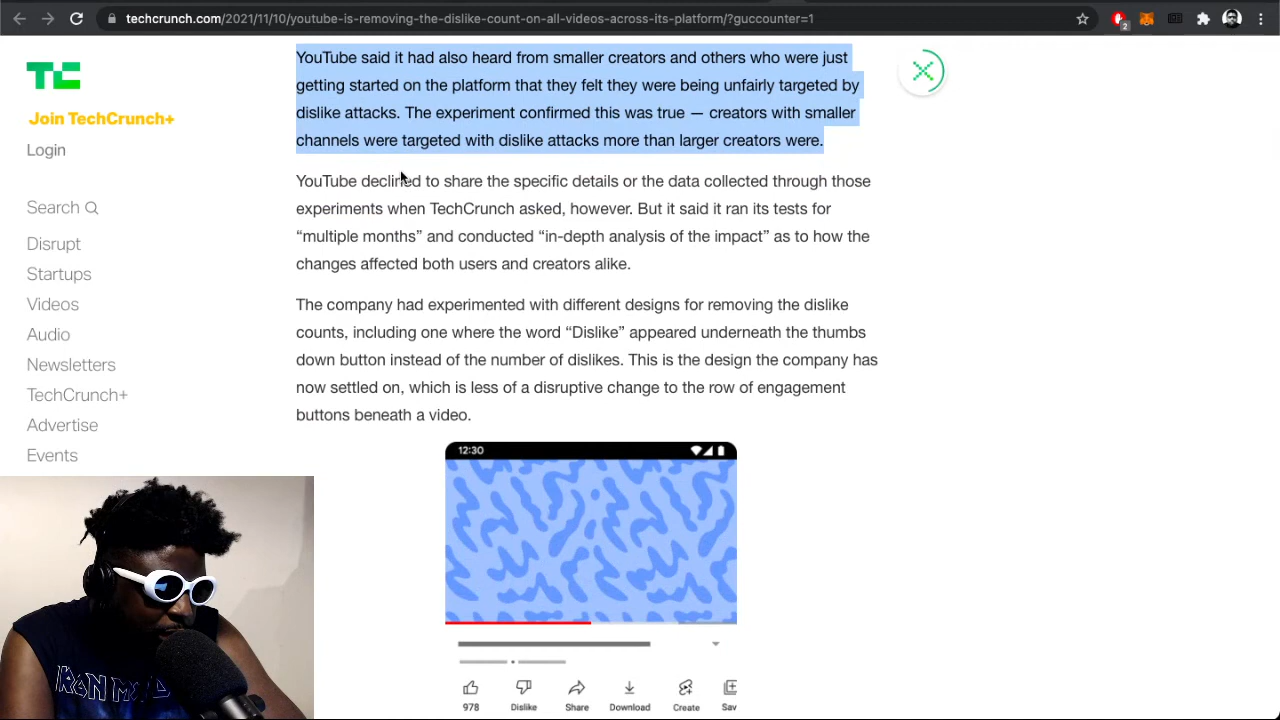 techcrunch.com/2021/11/10/youtube-is-removing-the-dislike-count-on-all-videos-across-its-platform/?guccounter=1
2
TC
Join TechCrunch+
Login
Search
Disrupt
Startups
Videos
Audio
Newsletters
TechCrunch+
Advertise
Events
YouTube said it had also heard from smaller creators and others who were just
getting started on the platform that they felt they were being unfairly targeted by
dislike attacks. The experiment confirmed this was true — creators with smaller
channels were targeted with dislike attacks more than larger creators were.
YouTube declined to share the specific details or the data collected through those
experiments when TechCrunch asked, however. But it said it ran its tests for
“multiple months” and conducted “in-depth analysis of the impact” as to how the
changes affected both users and creators alike.
The company had experimented with different designs for removing the dislike
counts, including one where the word “Dislike” appeared underneath the thumbs
down button instead of the number of dislikes. This is the design the company has
now settled on, which is less of a disruptive change to the row of engagement
buttons beneath a video.
12:30
978 Dislike Share Download Create Sav
IRON MAIDEN